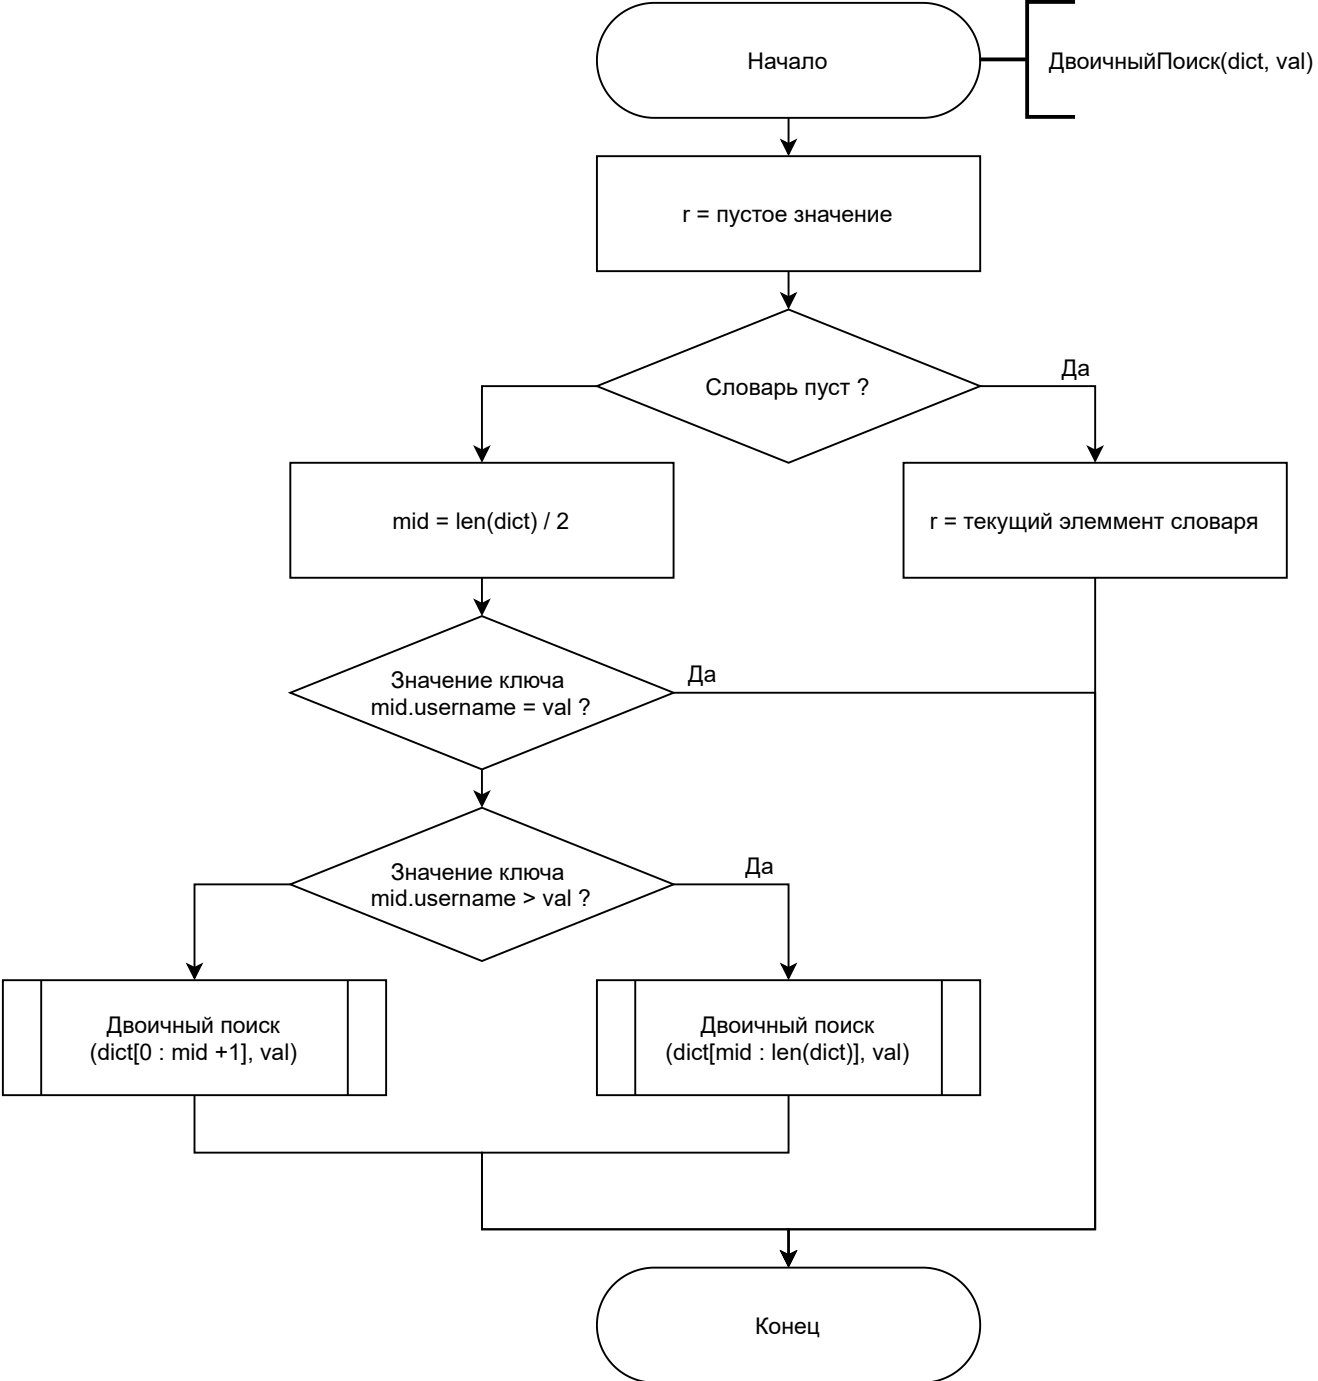 Начало
ДвоичныйПоиск(dict, val)
r = пустое значение
Словарь пуст ?
Да
mid = len(dict) / 2
r = текущий элеммент словаря
Значение ключа
mid.username = val ?
Да
Значение ключа
mid.username > val ?
Да
Двоичный поиск
(dict[0 : mid +1], val)
Двоичный поиск
(dict[mid : len(dict)], val)
Конец